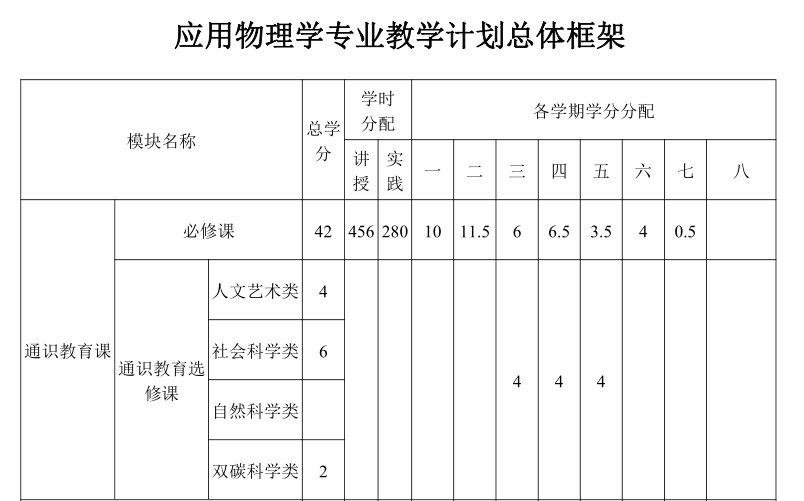 应用物理学专业教学计划总体框架
模块名称 总学分 学时分配 各学期学分分配
讲授 实践 一 二 三 四 五 六 七 八
通识教育课 必修课 42 456 280 10 11.5 6 6.5 3.5 4 0.5
通识教育选修课 人文艺术类 4
社会科学类 6
4 4 4
自然科学类
双碳科学类 2